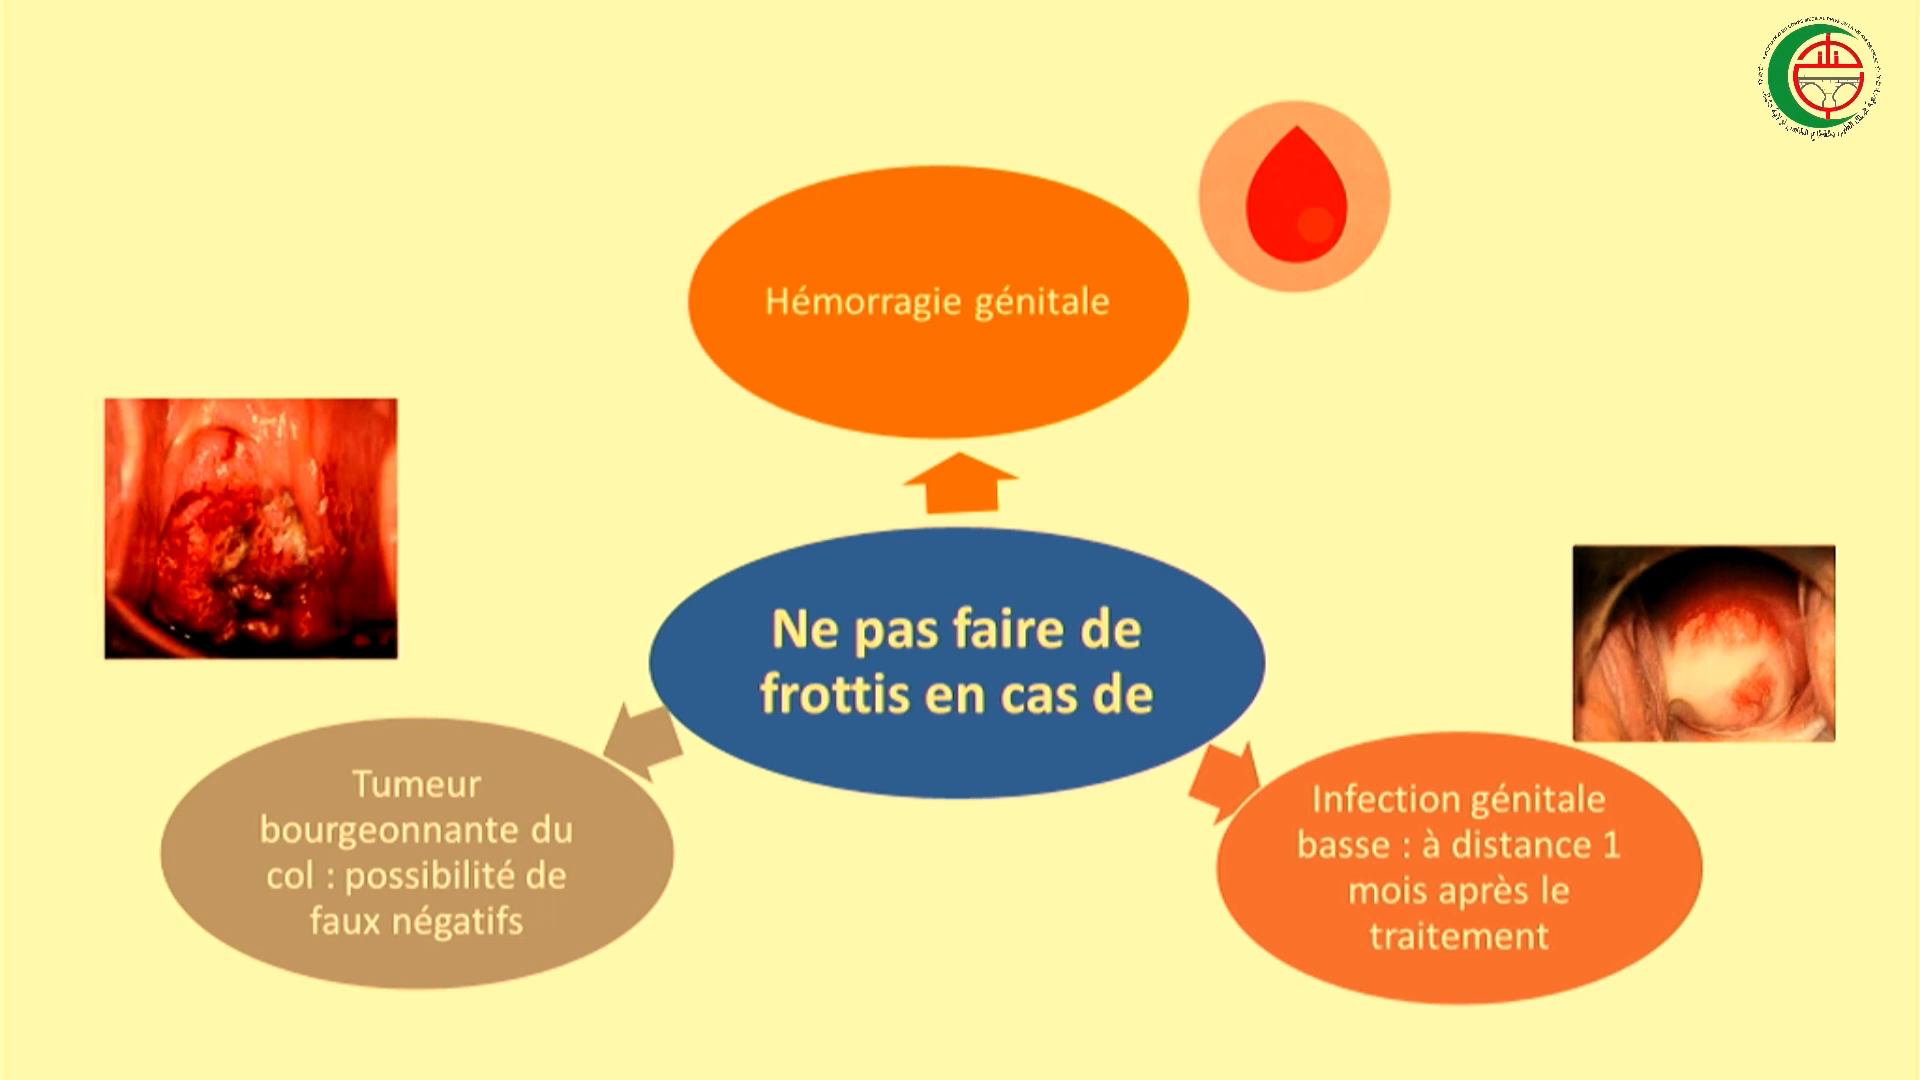 Hémorragie génitale
Ne pas faire de
frottis en cas de
Tumeur
bourgeonnante du
col : possibilité de
faux négatifs
Infection génitale
basse : à distance 1
mois après le
traitement